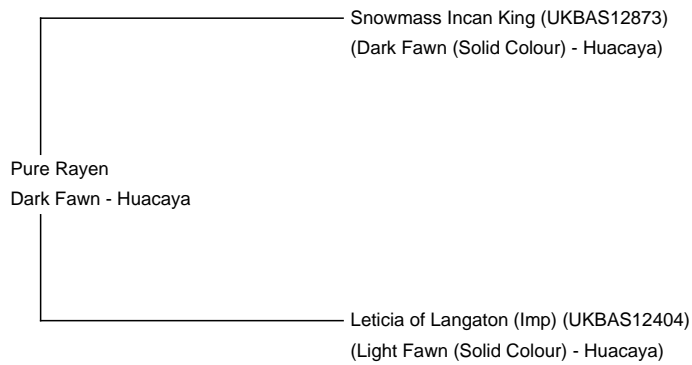 Snowmass Incan King (UKBAS12873)
(Dark Fawn (Solid Colour) - Huacaya)
Pure Rayen
Dark Fawn - Huacaya
Leticia of Langaton (Imp) (UKBAS12404)
(Light Fawn (Solid Colour) - Huacaya)